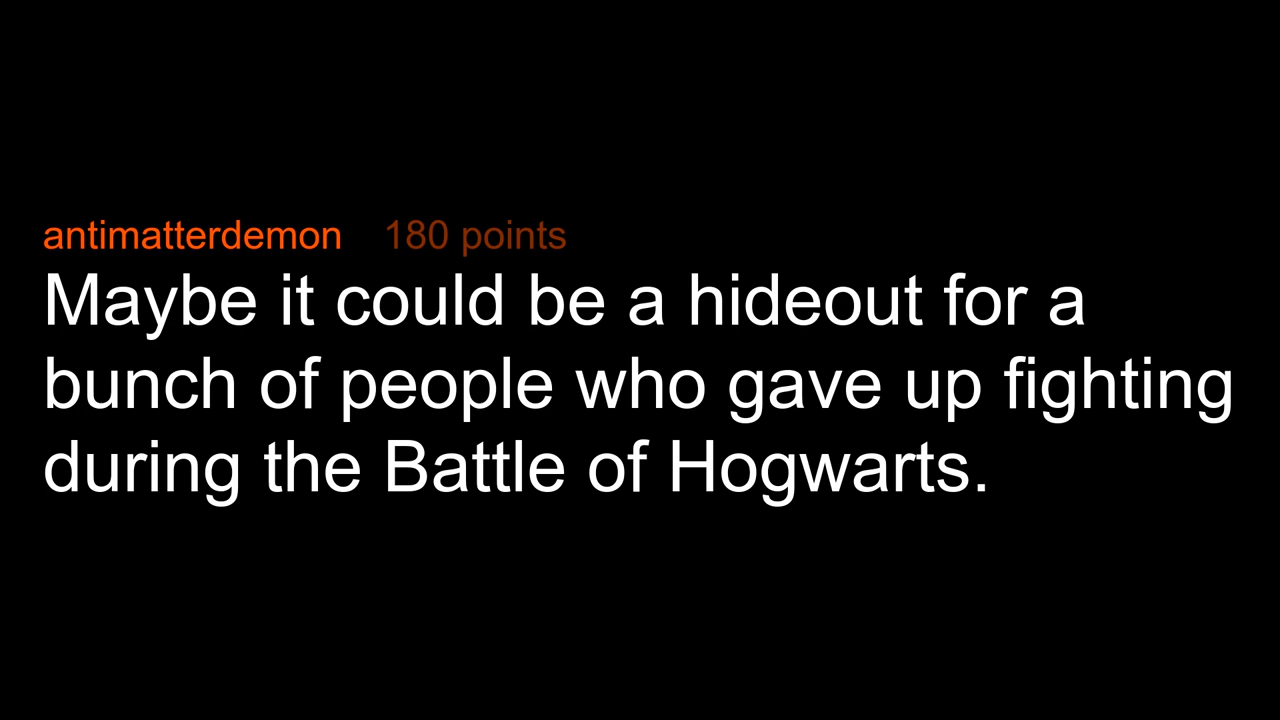 antimatterdemon 180 points
Maybe it could be a hideout for a
bunch of people who gave up fighting
during the Battle of Hogwarts.